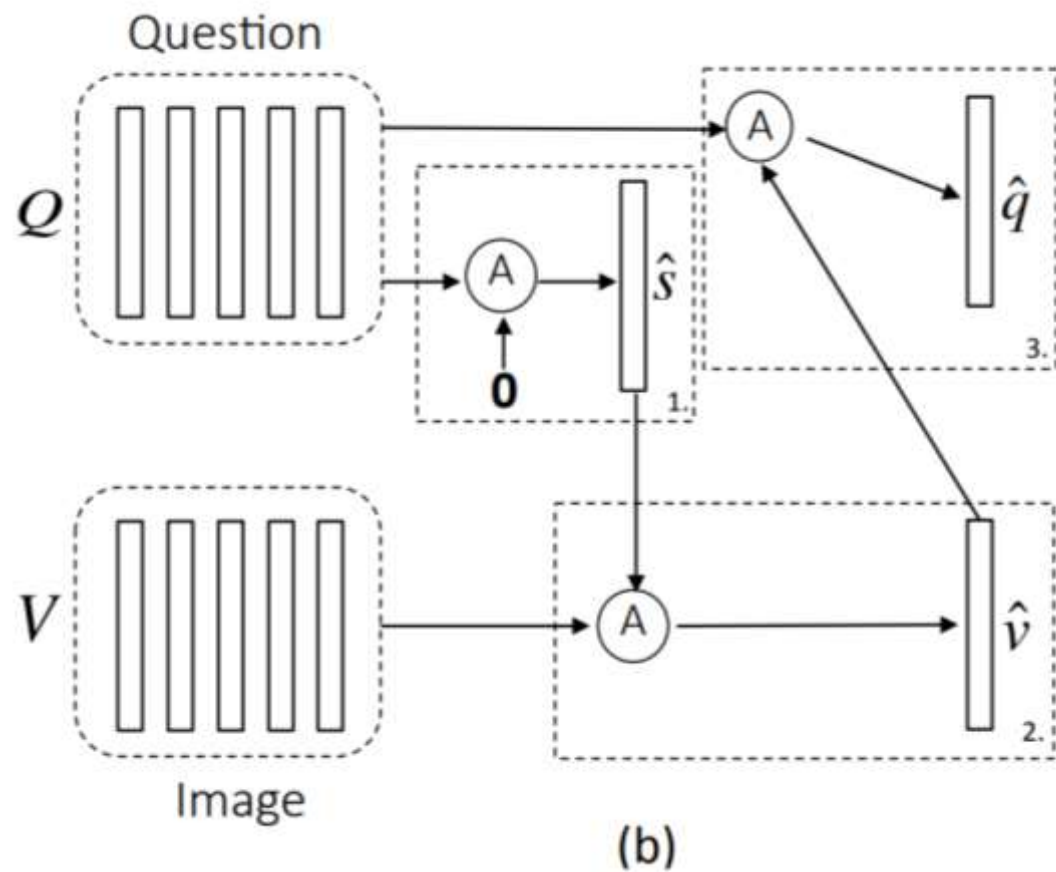 Question
Q
A
ŝ
0
1.
A
q̂
3.
V
A
v̂
2.
Image
(b)